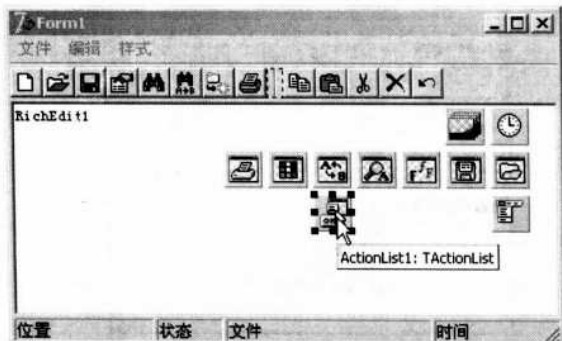 Form1
文件 编辑 样式
RichEdit1
ActionList1: TActionList
位置 状态 文件 时间